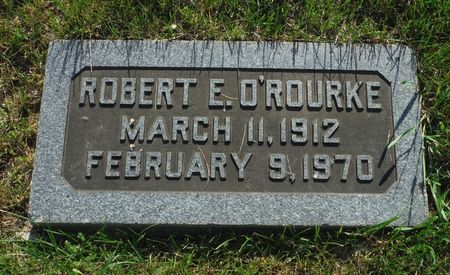 ROBERT E. O'ROURKE
MARCH 11, 1912
FEBRUARY 9, 1970